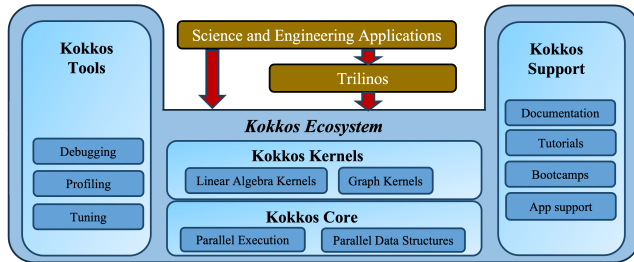 Kokkos
Tools
Debugging
Profiling
Tuning
Science and Engineering Applications
Trilinos
Kokkos Ecosystem
Kokkos Kernels
Linear Algebra Kernels
Graph Kernels
Kokkos Core
Parallel Execution
Parallel Data Structures
Kokkos
Support
Documentation
Tutorials
Bootcamps
App support